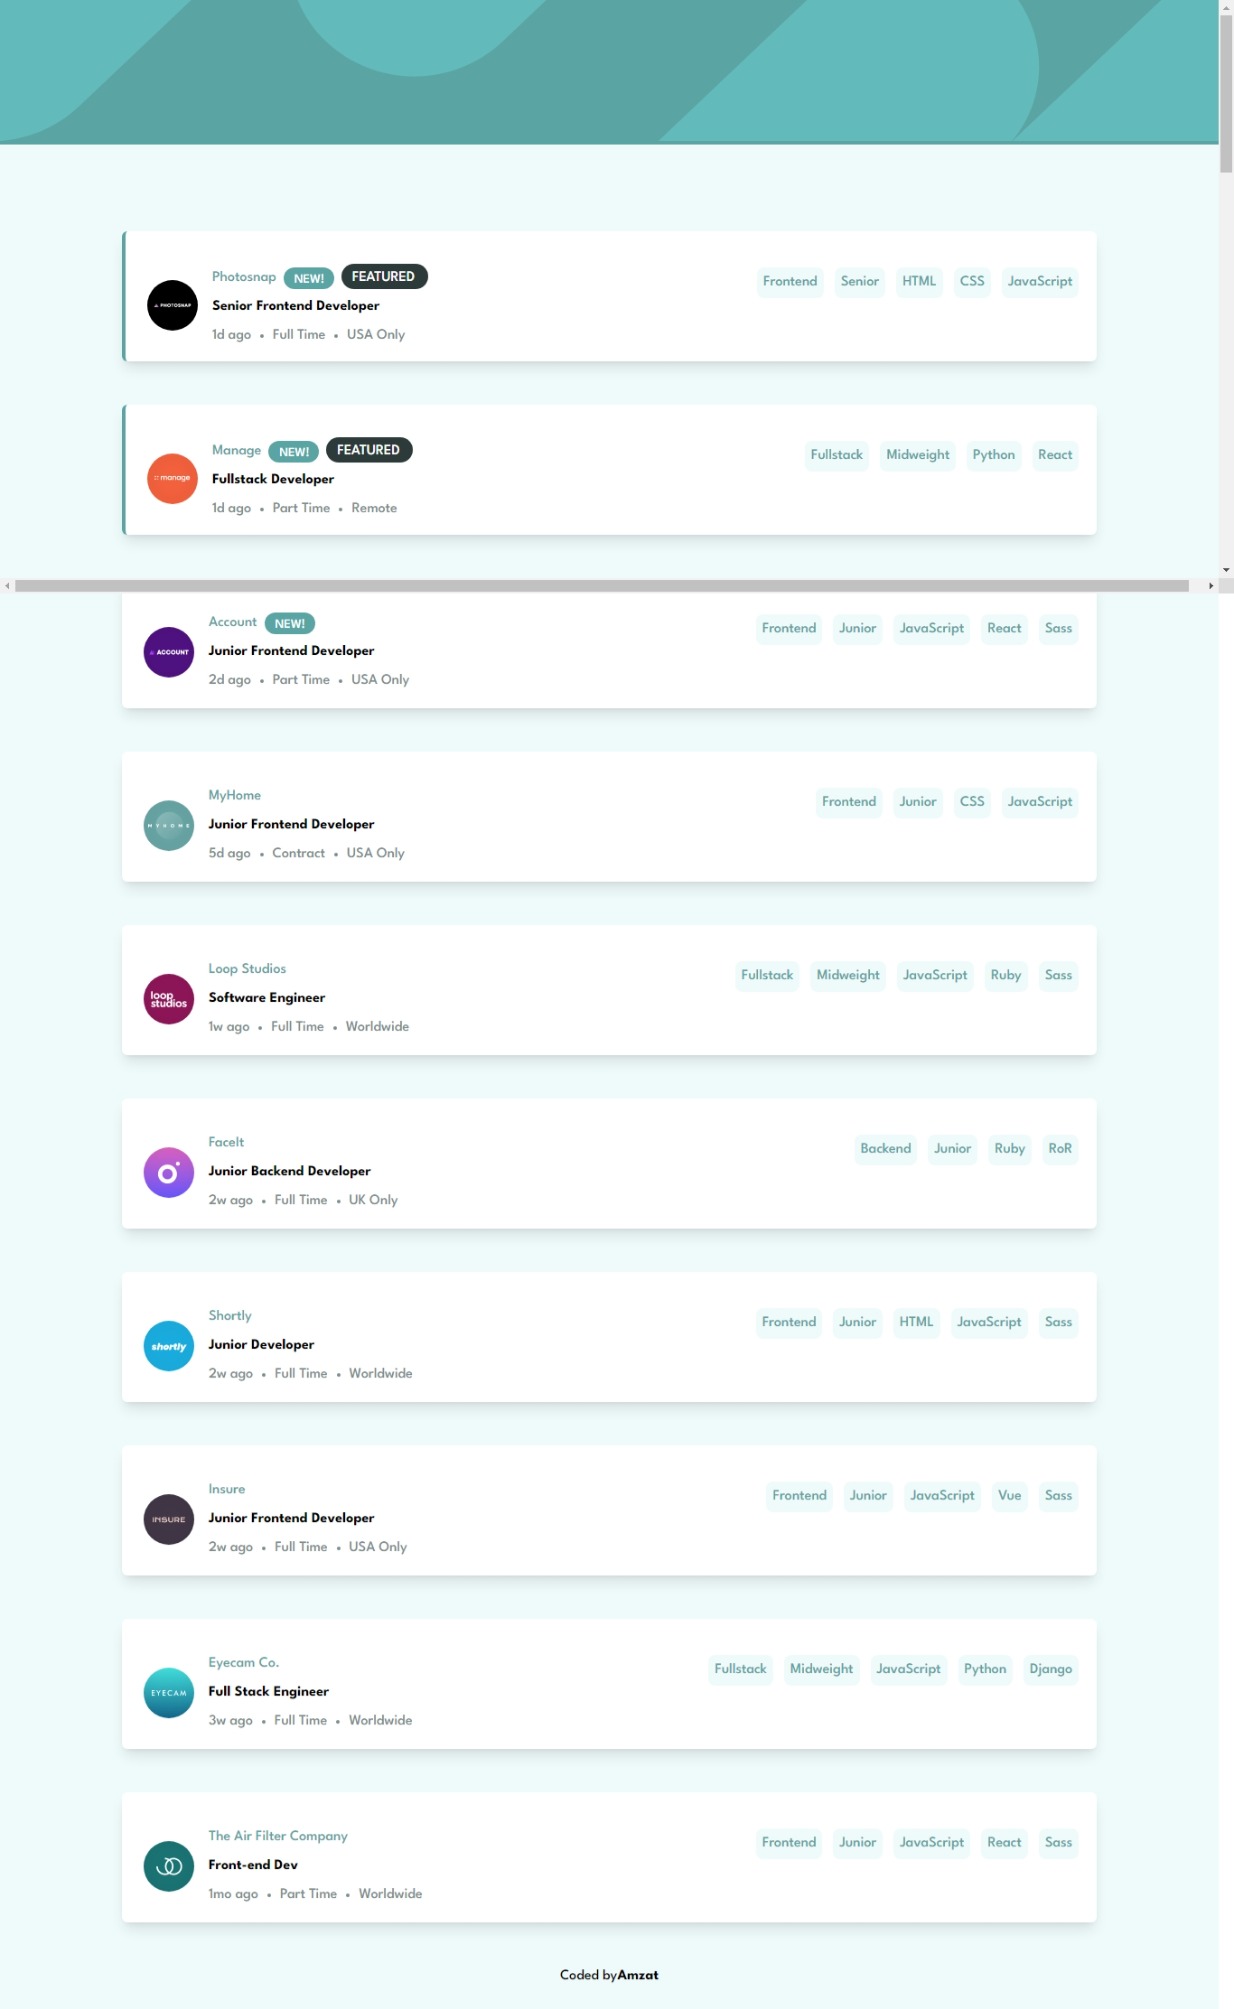 Photosnap NEW! FEATURED
Frontend Senior HTML CSS JavaScript
PHOTOSNAP
Senior Frontend Developer
1d ago • Full Time • USA Only
Manage NEW! FEATURED
Fullstack Midweight Python React
manage
Fullstack Developer
1d ago • Part Time • Remote
Account NEW!
Frontend Junior JavaScript React Sass
ACCOUNT
Junior Frontend Developer
2d ago • Part Time • USA Only
MyHome
Frontend Junior CSS JavaScript
MYHOME
Junior Frontend Developer
5d ago • Contract • USA Only
Loop Studios
Fullstack Midweight JavaScript Ruby Sass
loop
studios
Software Engineer
1w ago • Full Time • Worldwide
FaceIt
Backend Junior Ruby RoR
Junior Backend Developer
2w ago • Full Time • UK Only
Shortly
Frontend Junior HTML JavaScript Sass
shortly
Junior Developer
2w ago • Full Time • Worldwide
Insure
Frontend Junior JavaScript Vue Sass
INSURE
Junior Frontend Developer
2w ago • Full Time • USA Only
Eyecam Co.
Fullstack Midweight JavaScript Python Django
EYECAM
Full Stack Engineer
3w ago • Full Time • Worldwide
The Air Filter Company
Frontend Junior JavaScript React Sass
Front-end Dev
1mo ago • Part Time • Worldwide
Coded byAmzat